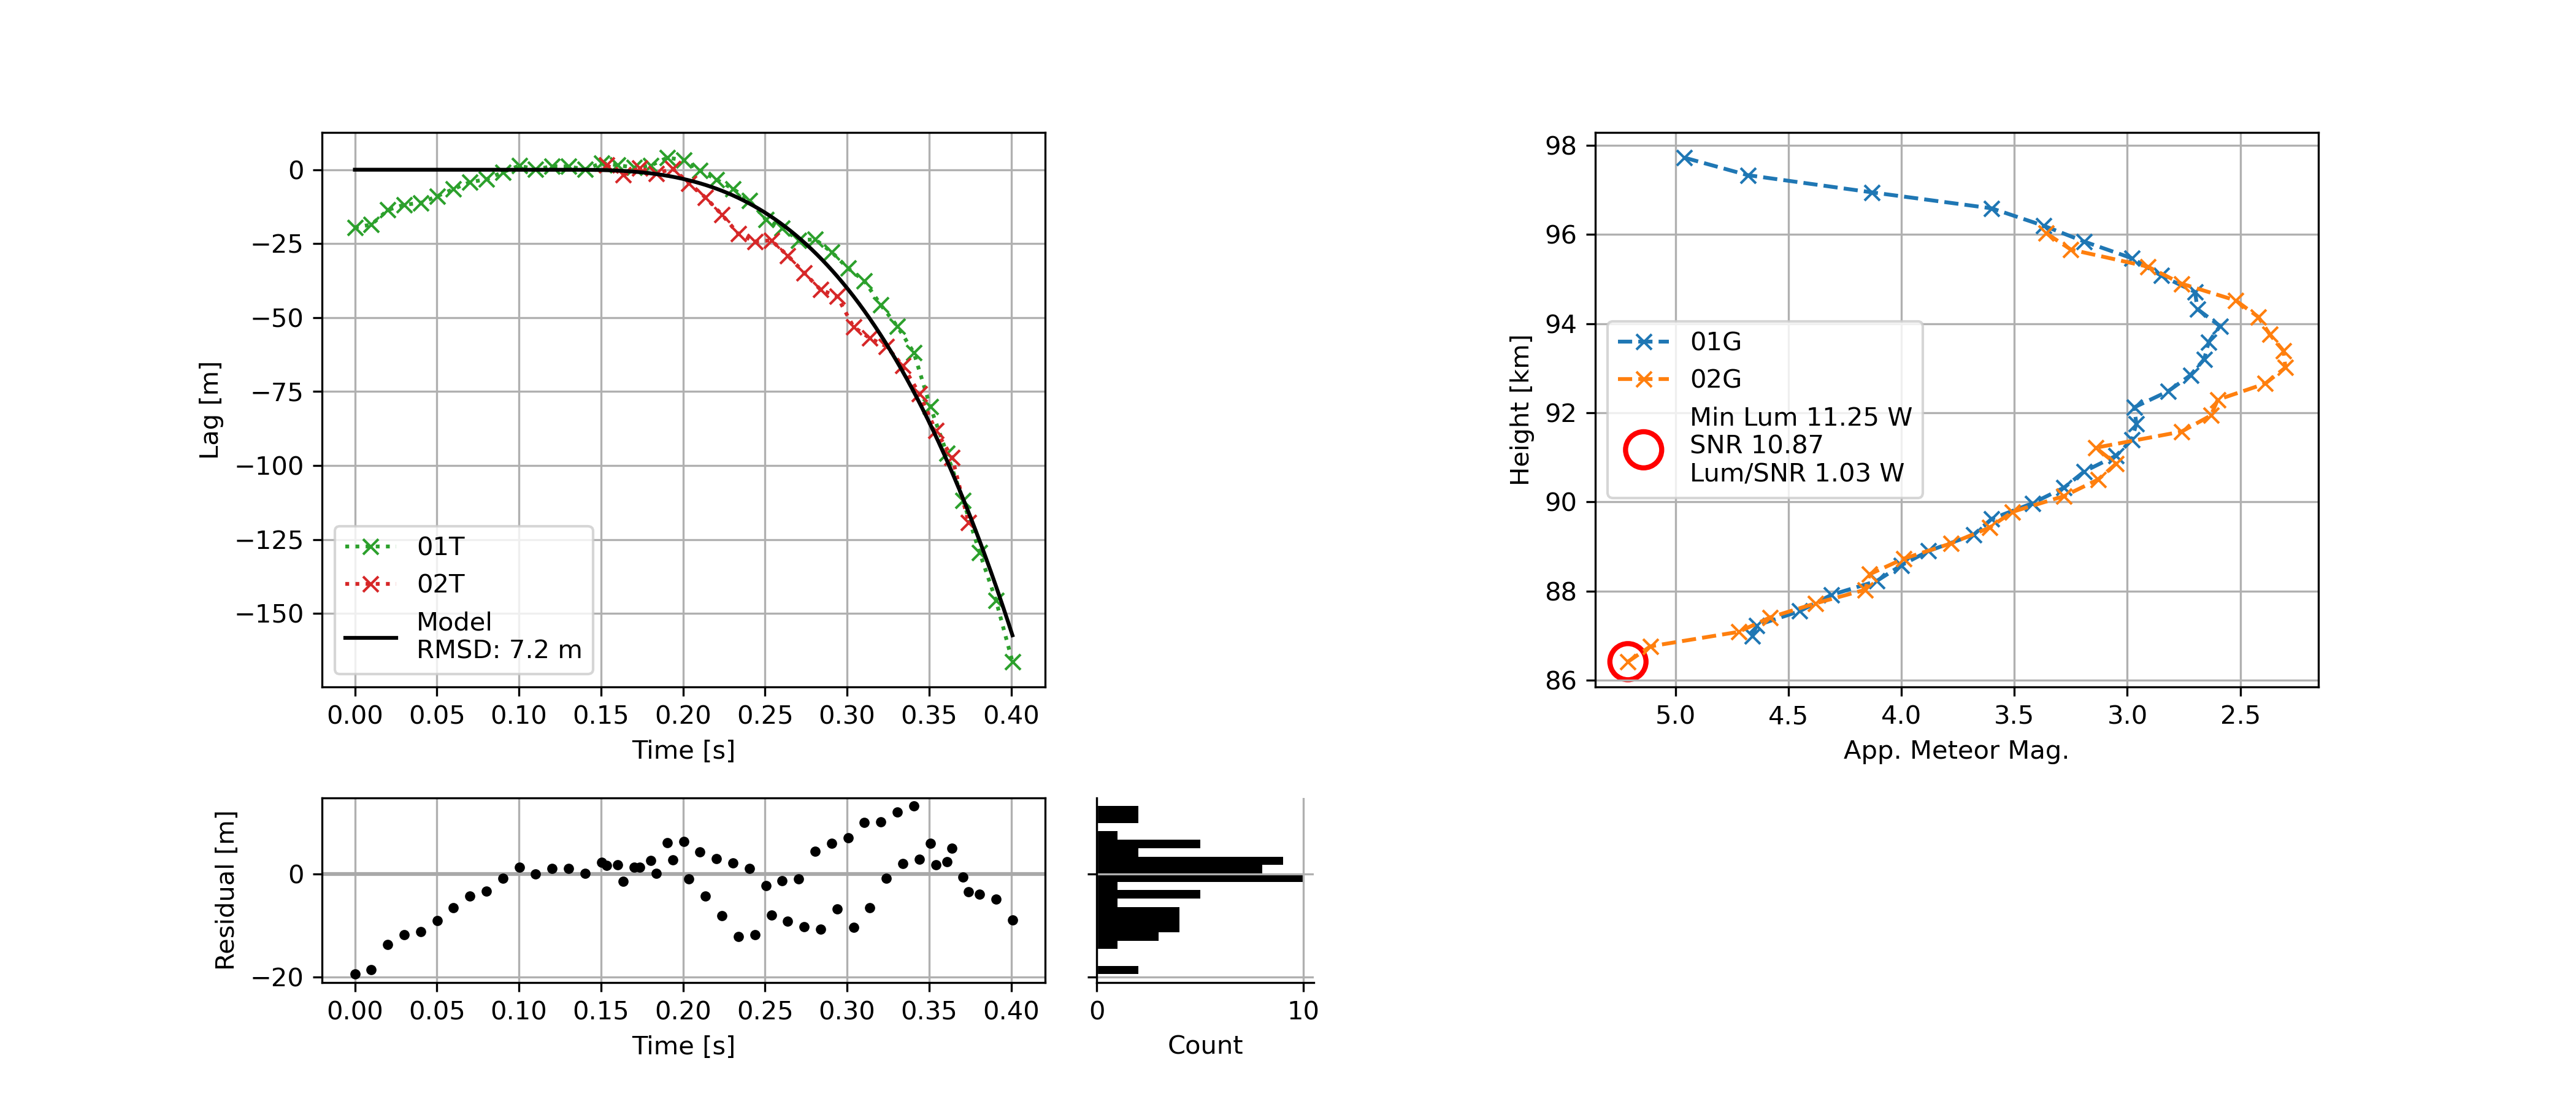 0
−25
−50
−75
−100
−125
−150
Lag [m]
01T
02T
Model
RMSD: 7.2 m
0.00 0.05 0.10 0.15 0.20 0.25 0.30 0.35 0.40
Time [s]
98
96
94
92
90
88
86
Height [km]
01G
02G
Min Lum 11.25 W
SNR 10.87
Lum/SNR 1.03 W
5.0 4.5 4.0 3.5 3.0 2.5
App. Meteor Mag.
0
−20
Residual [m]
0.00 0.05 0.10 0.15 0.20 0.25 0.30 0.35 0.40
Time [s]
0 10
Count